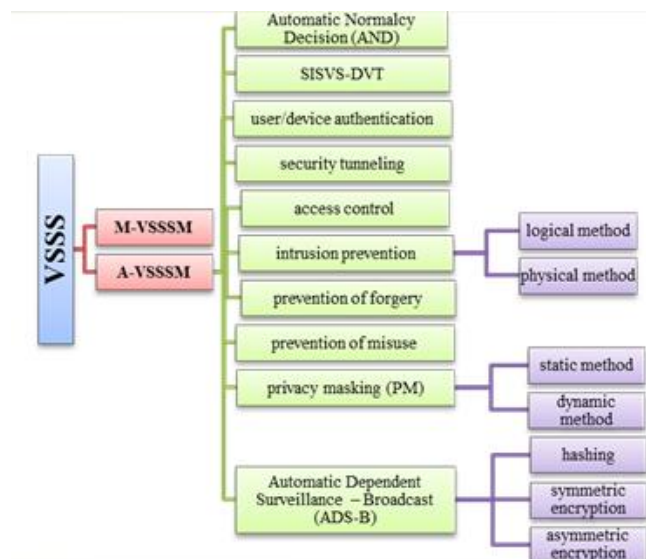 VSSS
M-VSSSM
A-VSSSM
Automatic Normalcy
Decision (AND)
SISVS-DVT
user/device authentication
security tunneling
access control
intrusion prevention
prevention of forgery
prevention of misuse
privacy masking (PM)
Automatic Dependent
Surveillance – Broadcast
(ADS-B)
logical method
physical method
static method
dynamic
method
hashing
symmetric
encryption
asymmetric
encryption